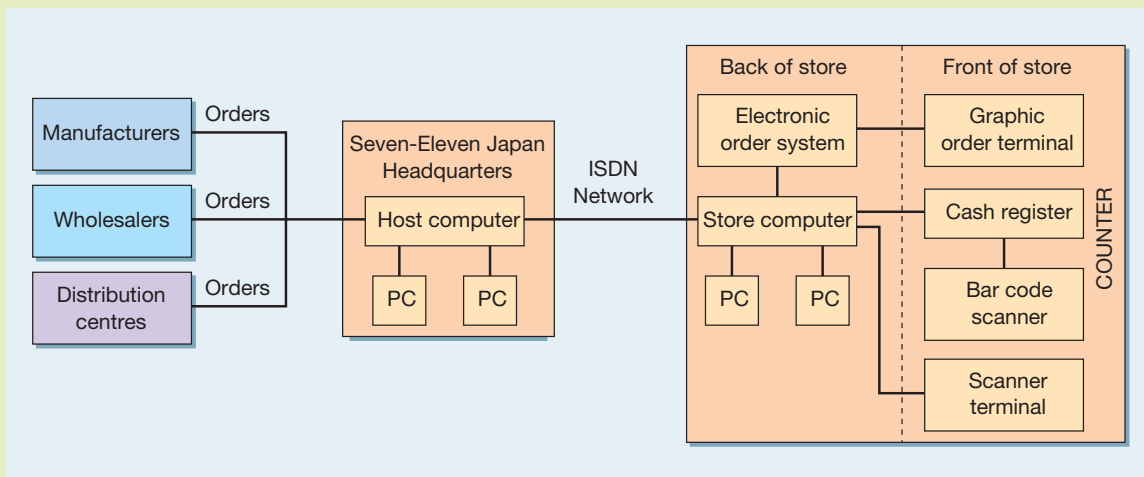 Manufacturers
Orders
Wholesalers
Orders
Distribution
centres
Orders
Seven-Eleven Japan
Headquarters
Host computer
PC
PC
ISDN
Network
Back of store
Electronic
order system
Store computer
PC
PC
Front of store
Graphic
order terminal
Cash register
Bar code
scanner
Scanner
terminal
COUNTER